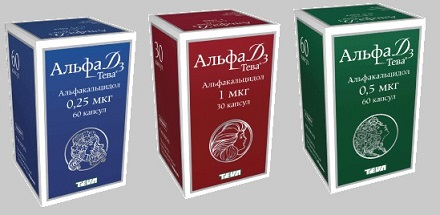 60
Альфа D3
Тева®
Альфакальцидол
0,25 мкг
60 капсул
TEVA
30
Альфа D3
Тева®
Альфакальцидол
1 мкг
30 капсул
TEVA
60
Альфа D3
Тева®
Альфакальцидол
0,5 мкг
60 капсул
TEVA